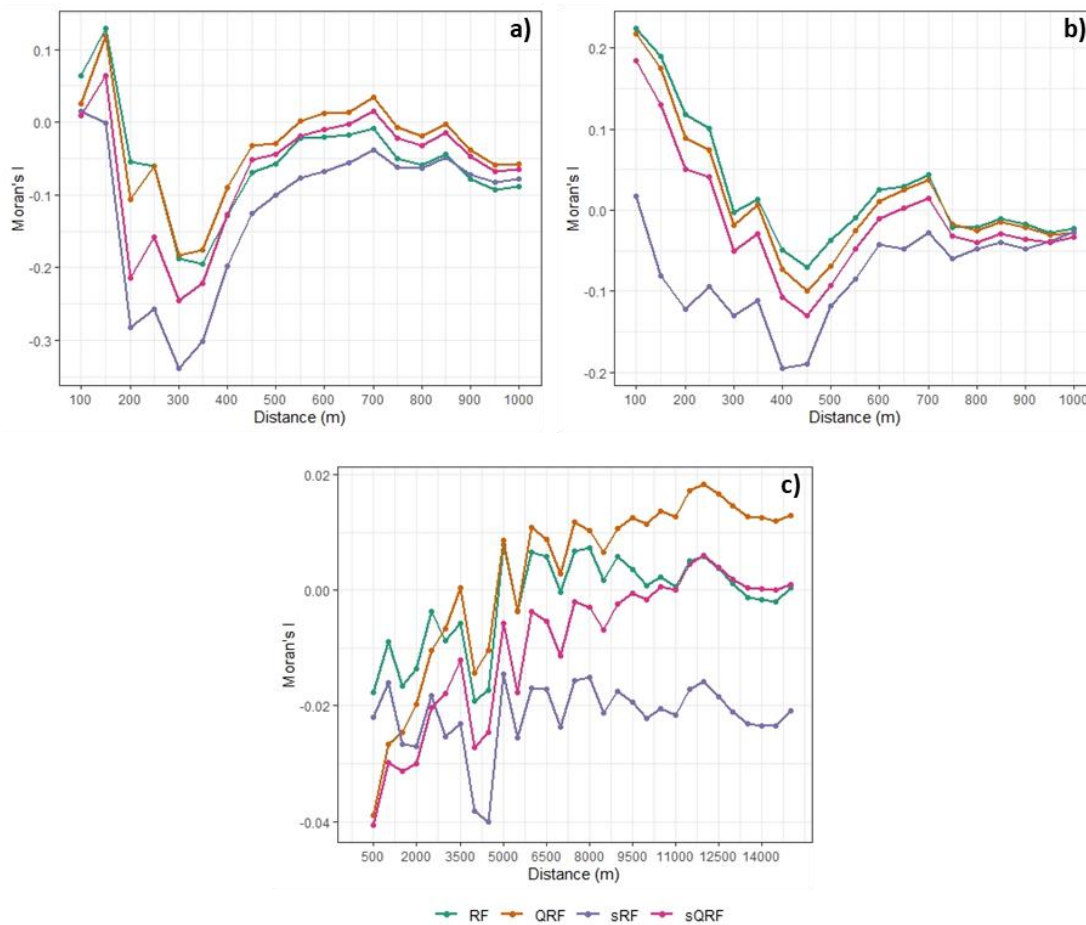 a)
Moran's I
0.1
0.0
-0.1
-0.2
-0.3
100 200 300 400 500 600 700 800 900 1000
Distance (m)
b)
Moran's I
0.2
0.1
0.0
-0.1
-0.2
100 200 300 400 500 600 700 800 900 1000
Distance (m)
c)
Moran's I
0.02
0.00
-0.02
-0.04
500 2000 3500 5000 6500 8000 9500 11000 12500 14000
Distance (m)
RF QRF sRF sQRF